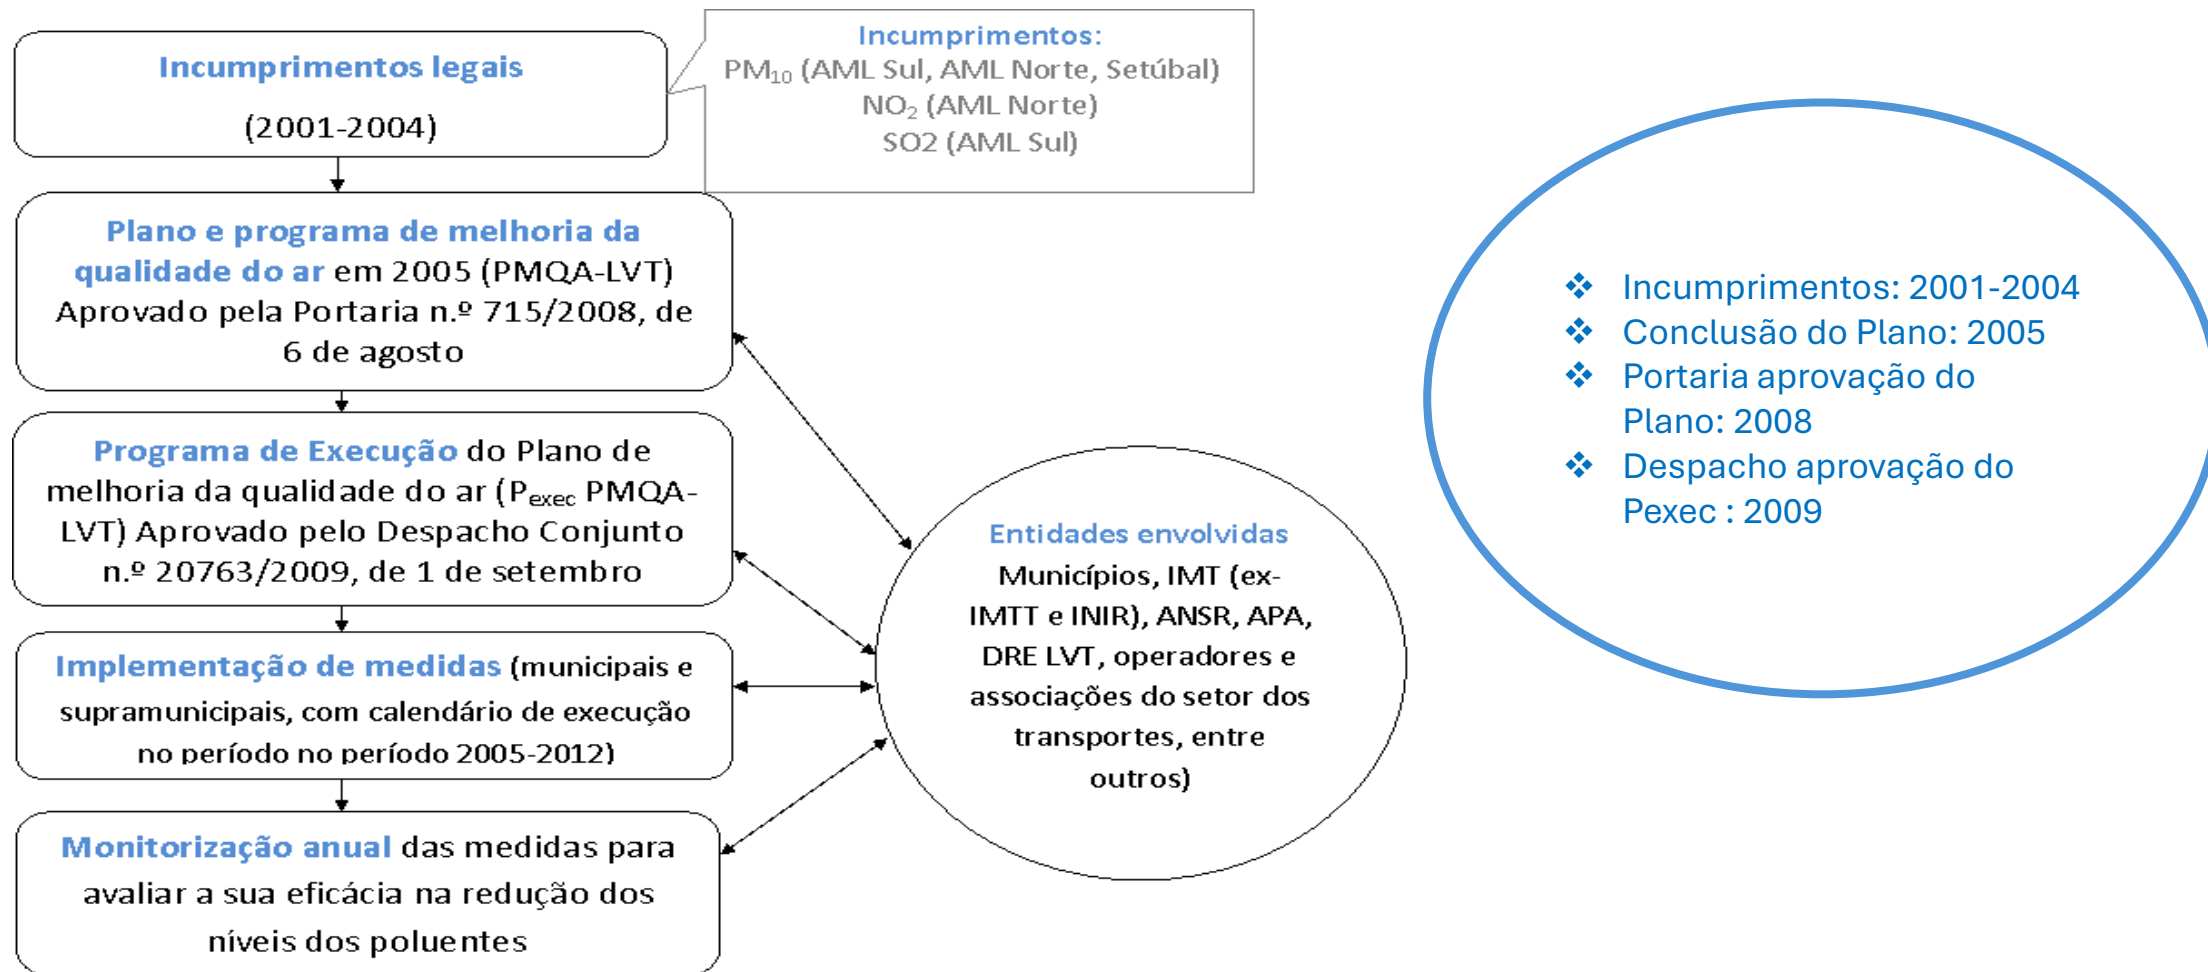 Incumprimentos legais
(2001-2004)
Incumprimentos:
PM₁₀ (AML Sul, AML Norte, Setúbal)
NO₂ (AML Norte)
SO2 (AML Sul)
Plano e programa de melhoria da
qualidade do ar em 2005 (PMQA-LVT)
Aprovado pela Portaria n.º 715/2008, de
6 de agosto
Programa de Execução do Plano de
melhoria da qualidade do ar (Pexec PMQA-
LVT) Aprovado pelo Despacho Conjunto
n.º 20763/2009, de 1 de setembro
Implementação de medidas (municipais e
supramunicipais, com calendário de execução
no período no período 2005-2012)
Monitorização anual das medidas para
avaliar a sua eficácia na redução dos
níveis dos poluentes
Entidades envolvidas
Municípios, IMT (ex-
IMTT e INIR), ANSR, APA,
DRE LVT, operadores e
associações do setor dos
transportes, entre
outros)
❖ Incumprimentos: 2001-2004
❖ Conclusão do Plano: 2005
❖ Portaria aprovação do
Plano: 2008
❖ Despacho aprovação do
Pexec : 2009